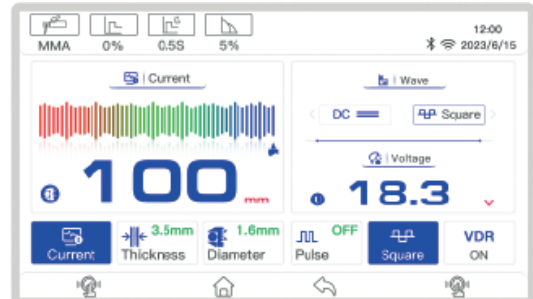 MMA 0% 0.5S 5%
12:00
2023/6/15
Current
100 mm
Wave
DC Square
Voltage
18.3 V
Current
3.5mm
Thickness
1.6mm
Diameter
OFF
Pulse
Square
VDR
ON